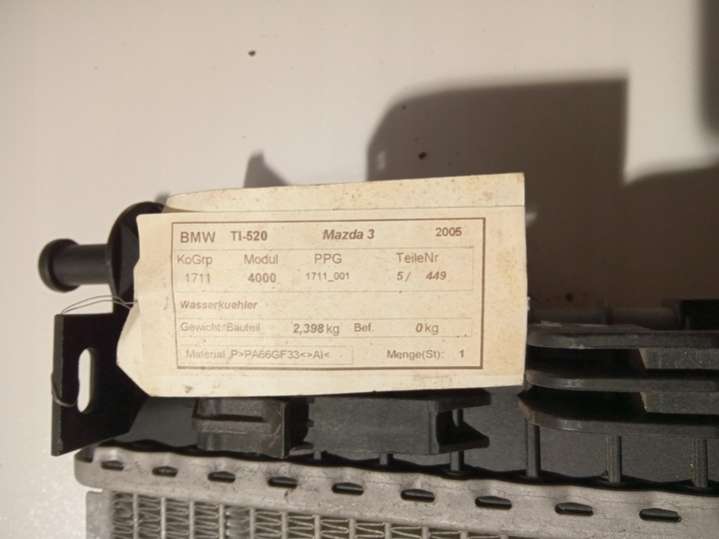 BMW TI-520 Mazda 3 2005
KoGrp Modul PPG TeileNr
1711 4000 1711_001 5 / 449
Wasserkuehler
Gewicht: Bauteil 2,398 kg Bef. 0 kg
Material P>PA66GF33<>Al< Menge(St): 1